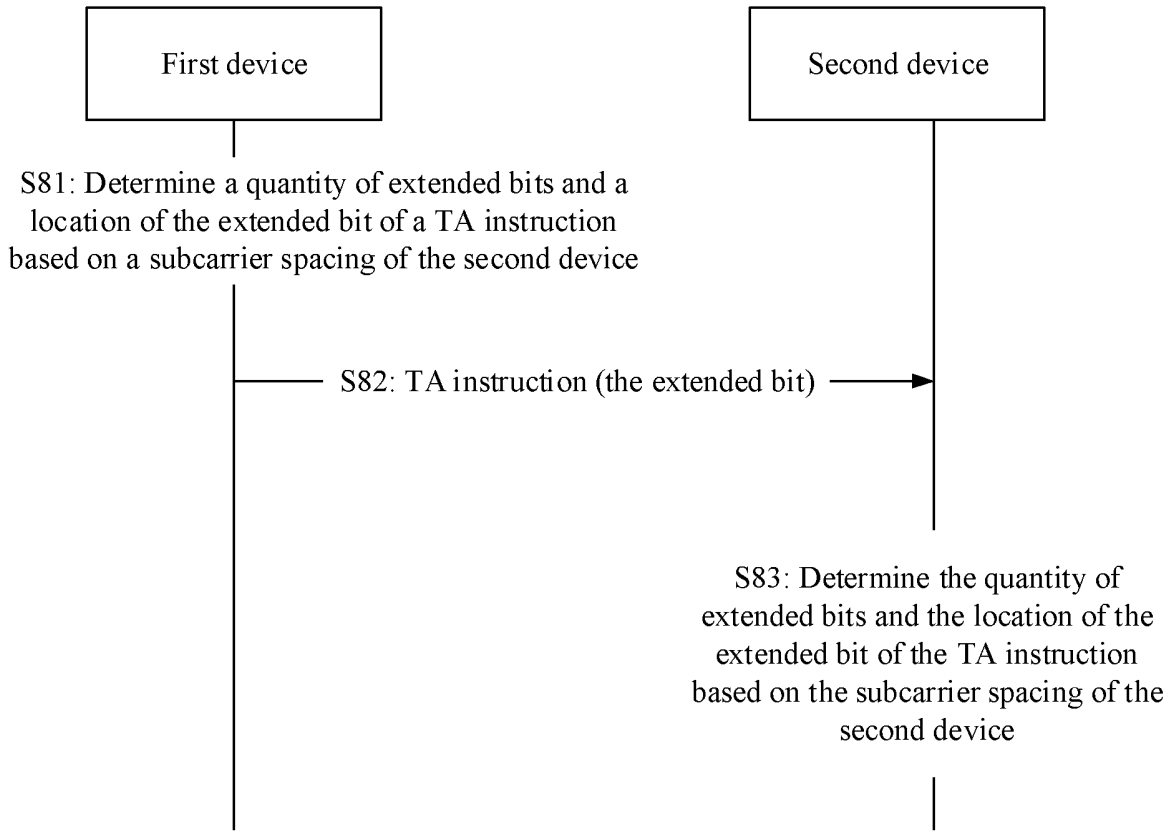 First device
Second device
S81: Determine a quantity of extended bits and a
location of the extended bit of a TA instruction
based on a subcarrier spacing of the second device
S82: TA instruction (the extended bit)
S83: Determine the quantity of
extended bits and the location of the
extended bit of the TA instruction
based on the subcarrier spacing of the
second device